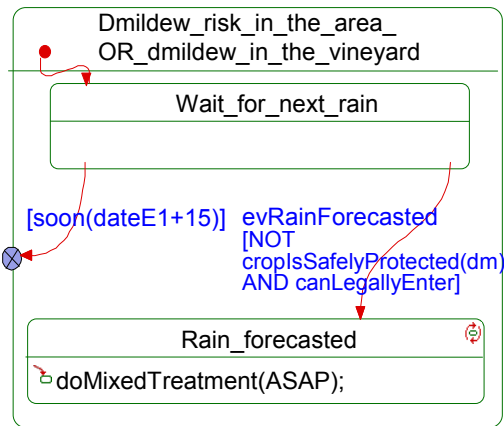 Dmildew_risk_in_the_area_
OR_dmildew_in_the_vineyard
Wait_for_next_rain
[soon(dateE1+15)]
evRainForecasted
[NOT
cropIsSafelyProtected(dm)
AND canLegallyEnter]
Rain_forecasted
doMixedTreatment(ASAP);